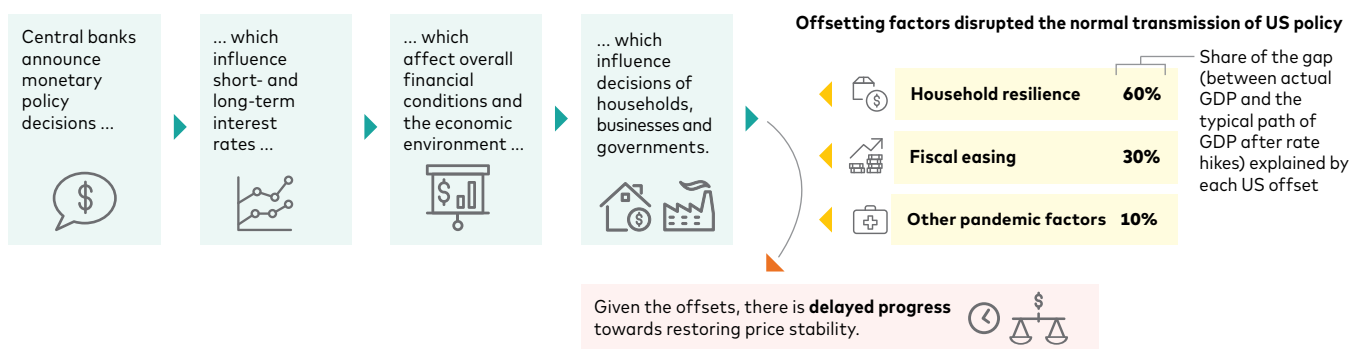 Central banks
announce
monetary
policy
decisions ...
... which
influence
short- and
long-term
interest
rates ...
... which
affect overall
financial
conditions and
the economic
environment ...
... which
influence
decisions of
households,
businesses and
governments.
Offsetting factors disrupted the normal transmission of US policy
Household resilience 60%
Fiscal easing 30%
Other pandemic factors 10%
Share of the gap
(between actual
GDP and the
typical path of
GDP after rate
hikes) explained by
each US offset
Given the offsets, there is delayed progress
towards restoring price stability.